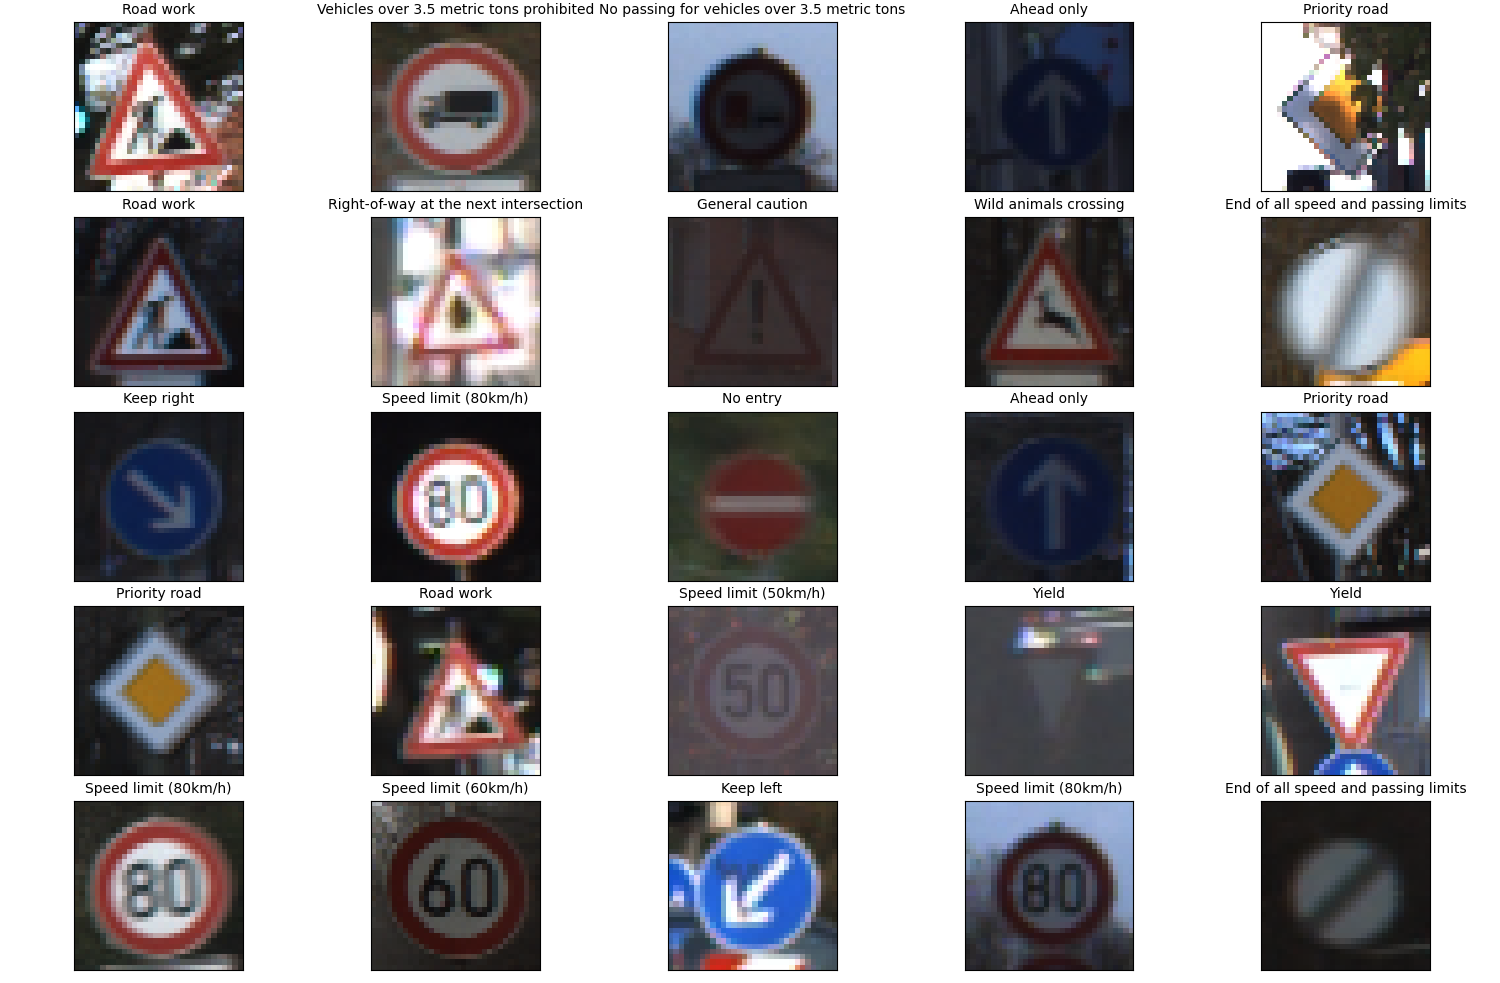 Road work
Vehicles over 3.5 metric tons prohibited
No passing for vehicles over 3.5 metric tons
Ahead only
Priority road
Road work
Right-of-way at the next intersection
General caution
Wild animals crossing
End of all speed and passing limits
Keep right
Speed limit (80km/h)
No entry
Ahead only
Priority road
80
Priority road
Road work
Speed limit (50km/h)
Yield
Yield
50
Speed limit (80km/h)
Speed limit (60km/h)
Keep left
Speed limit (80km/h)
End of all speed and passing limits
80
60
80